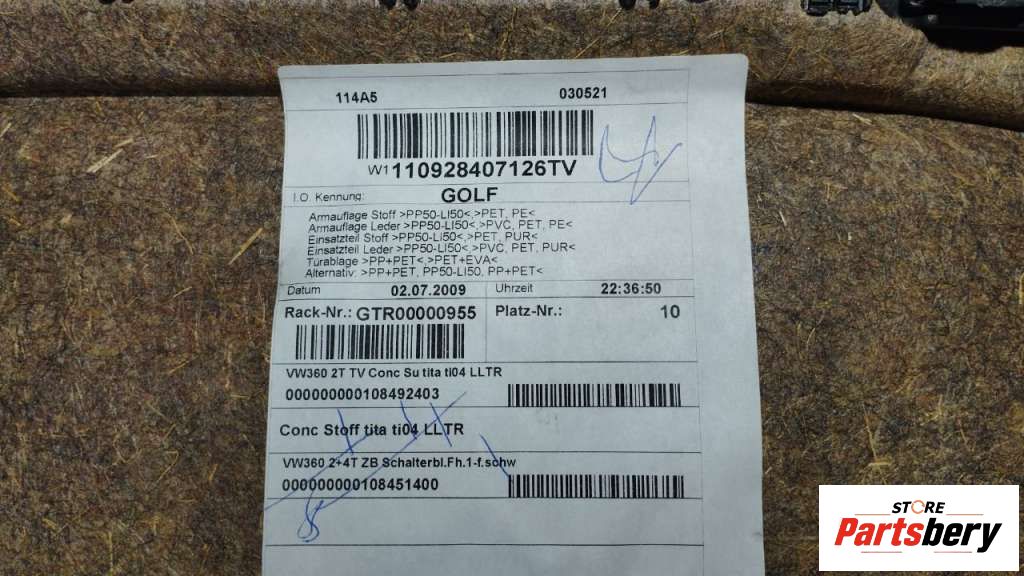 114A5 030521
W1110928407126TV
I.O. Kennung: GOLF
Armauflage Stoff >PP50-LI50<,>PET, PE<
Armauflage Leder >PP50-LI50<,>PVC, PET, PE<
Einsatzteil Stoff >PP50-LI50<,>PET, PUR<
Einsatzteil Leder >PP50-LI50<,>PVC, PET, PUR<
Türablage >PP+PET<,>PET+EVA<
Alternativ: >PP+PET, PP50-LI50, PP+PET<
Datum 02.07.2009 Uhrzeit 22:36:50
Rack-Nr.: GTR00000955 Platz-Nr.: 10
VW360 2T TV Conc Su tita ti04 LLTR
000000000108492403
Conc Stoff tita ti04 LLTR
VW360 2+4T ZB Schalterbl.Fh.1-f.schw
000000000108451400
STORE
Partsbery